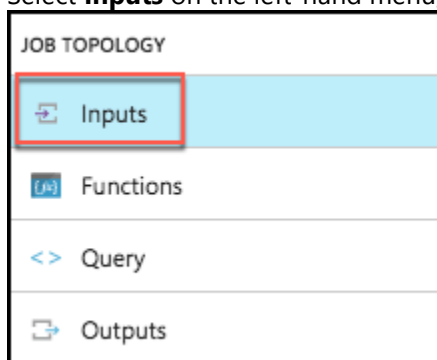 Select Inputs on the left-hand menu
JOB TOPOLOGY
Inputs
Functions
<> Query
Outputs